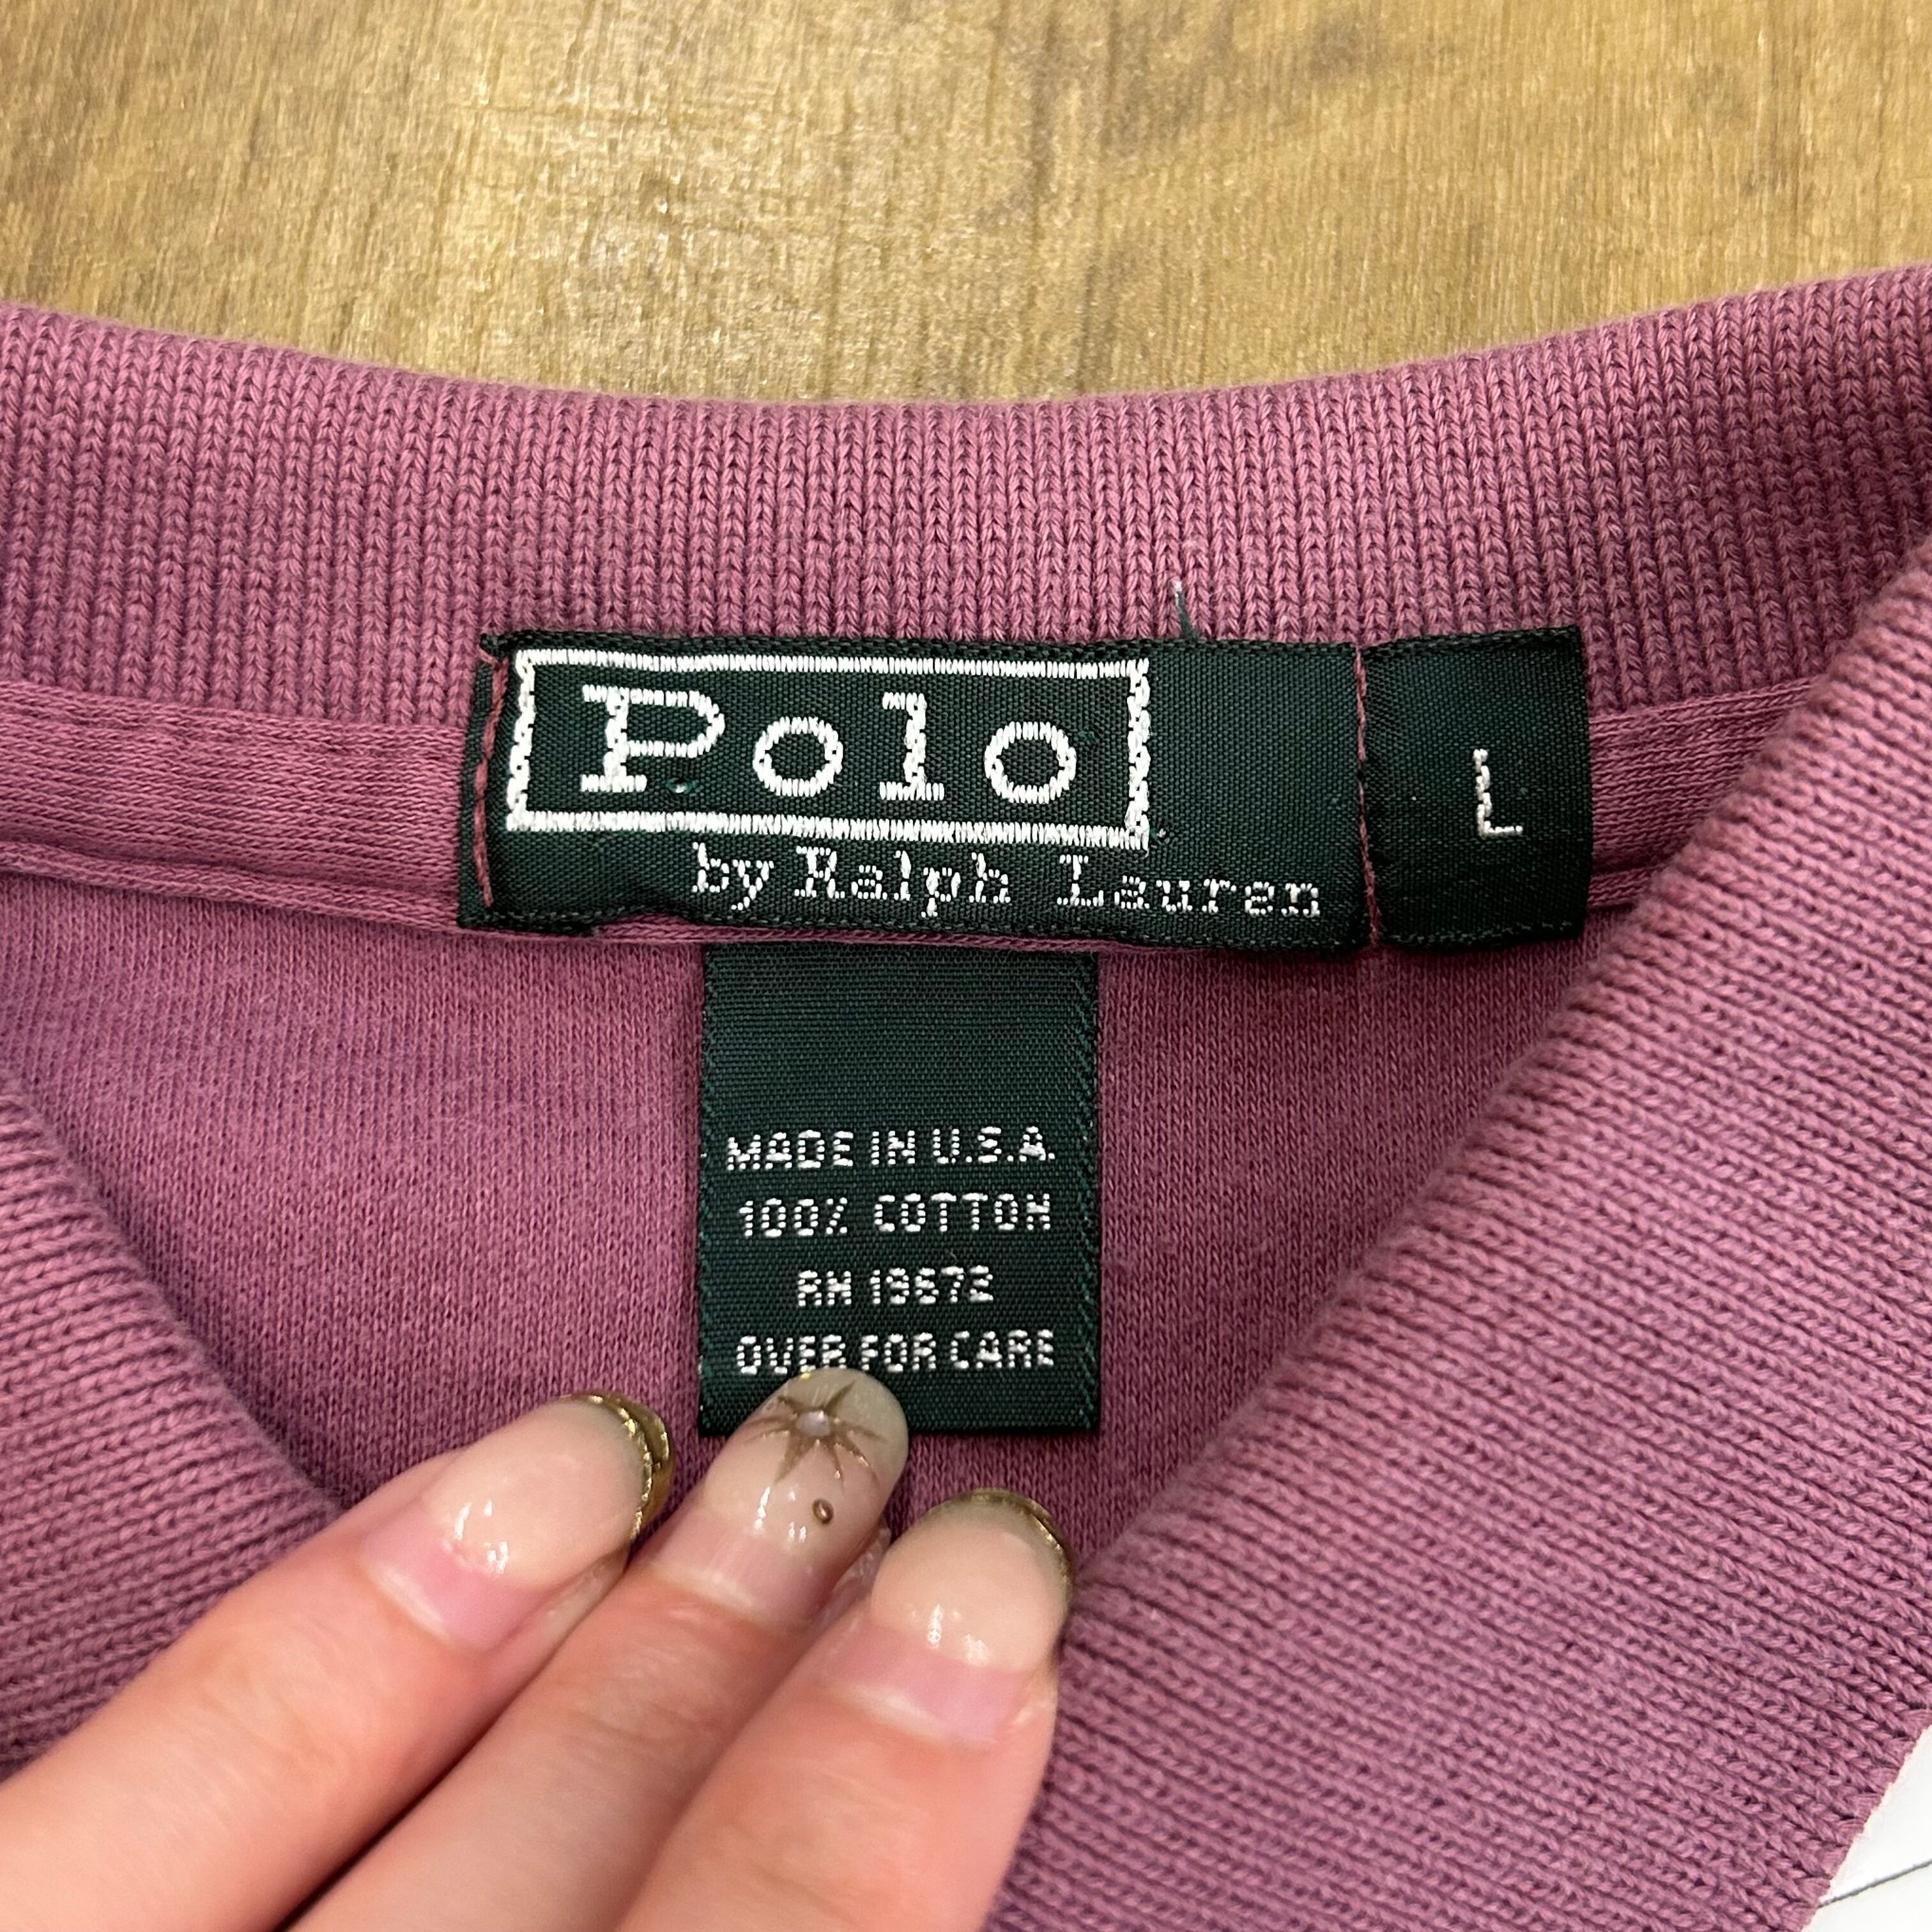 Polo
by Ralph Lauren
L
MADE IN U.S.A.
100% COTTON
RN 19672
OVER FOR CARE